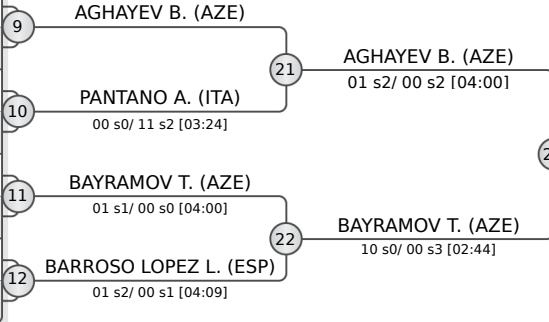 AGHAYEV B. (AZE)
9
21
AGHAYEV B. (AZE)
01 s2/ 00 s2 [04:00]
PANTANO A. (ITA)
10
00 s0/ 11 s2 [03:24]
BAYRAMOV T. (AZE)
11
01 s1/ 00 s0 [04:00]
22
BAYRAMOV T. (AZE)
10 s0/ 00 s3 [02:44]
BARROSO LOPEZ L. (ESP)
12
01 s2/ 00 s1 [04:09]